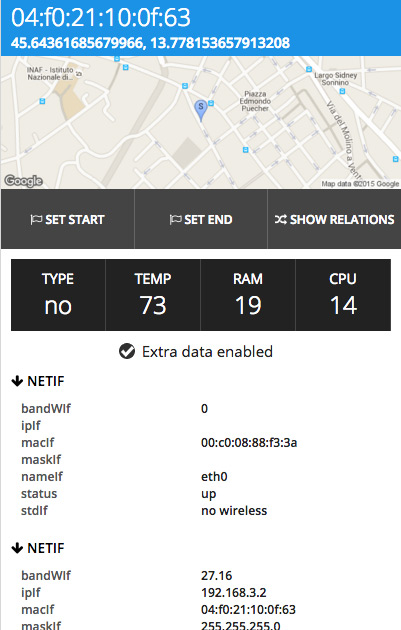 04:f0:21:10:0f:63
45.64361685679966, 13.778153657913208
INAF - Istituto
Nazionale di...
Largo Sidney
Sonnino
Piazza
Edmondo
Puecher
S
Via del Molino a Vento
Google
Map data ©2015 Google
SET START
SET END
SHOW RELATIONS
TYPE TEMP RAM CPU
no 73 19 14
Extra data enabled
NETIF
bandWIf 0
ipIf
macIf 00:c0:08:88:f3:3a
maskIf
nameIf eth0
status up
stdIf no wireless
NETIF
bandWIf 27.16
ipIf 192.168.3.2
macIf 04:f0:21:10:0f:63
maskIf 255.255.255.0